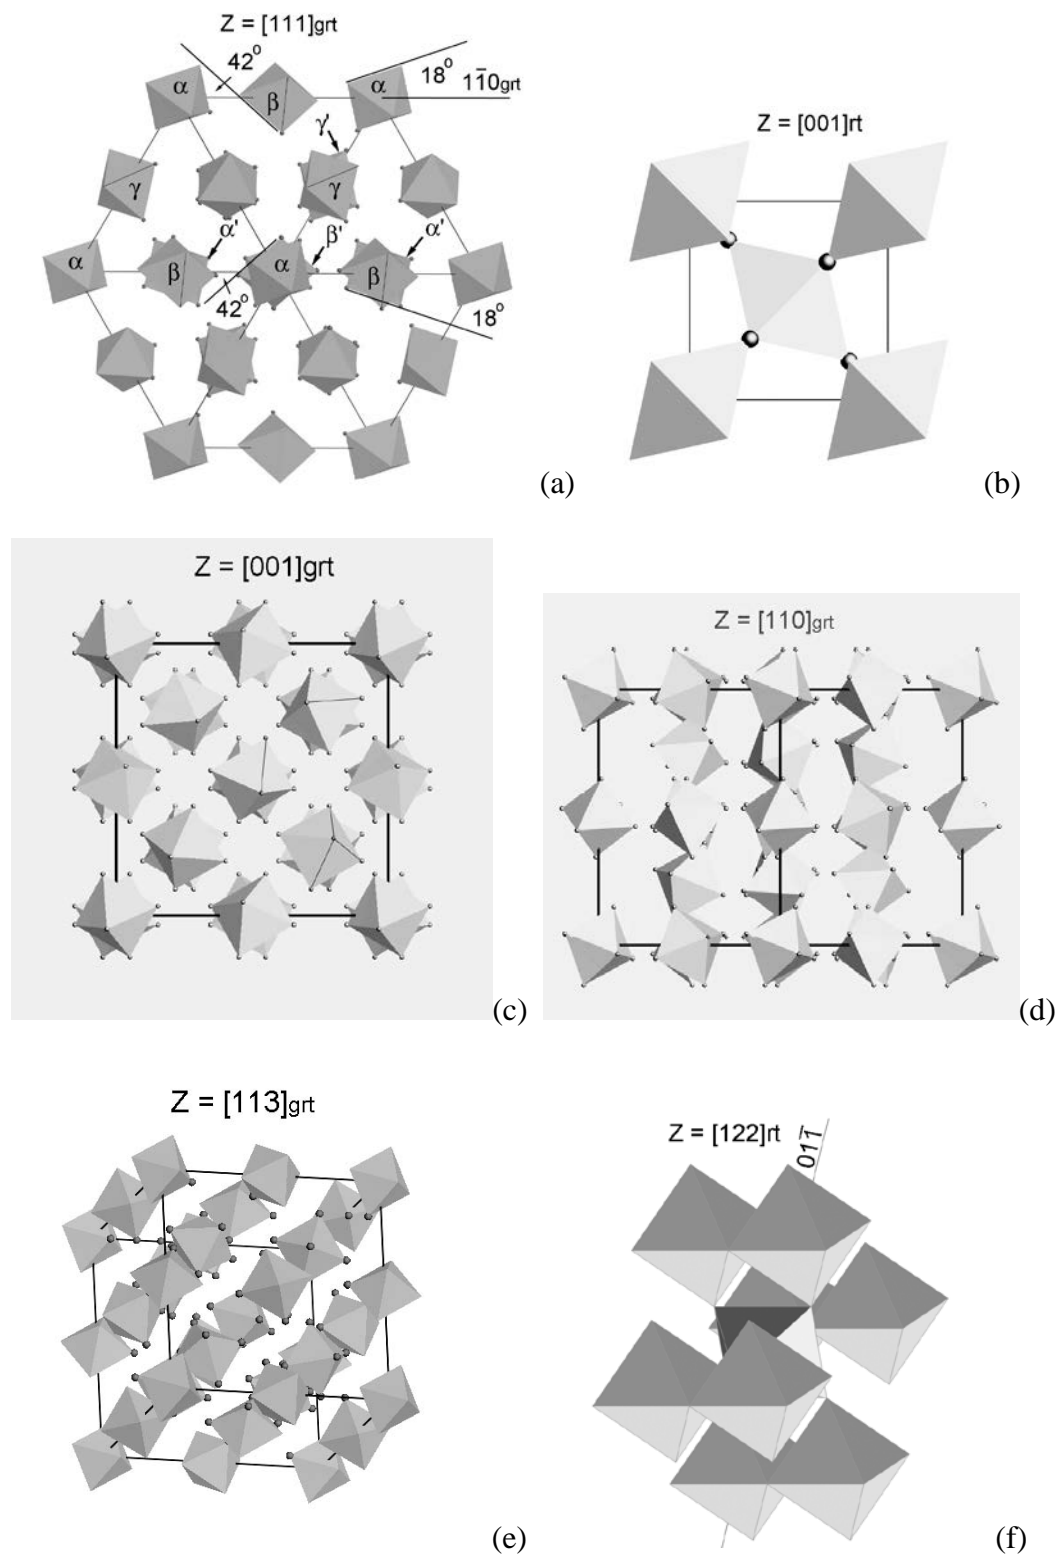 Z = [111]grt
42°
α
β
α
18°
11̄0grt
γ'
γ
γ
α'
β'
α'
α
β
α
β
42°
18°
(a)
Z = [001]rt
(b)
Z = [001]grt
(c)
Z = [110]grt
(d)
Z = [113]grt
(e)
Z = [122]rt
011̄
(f)